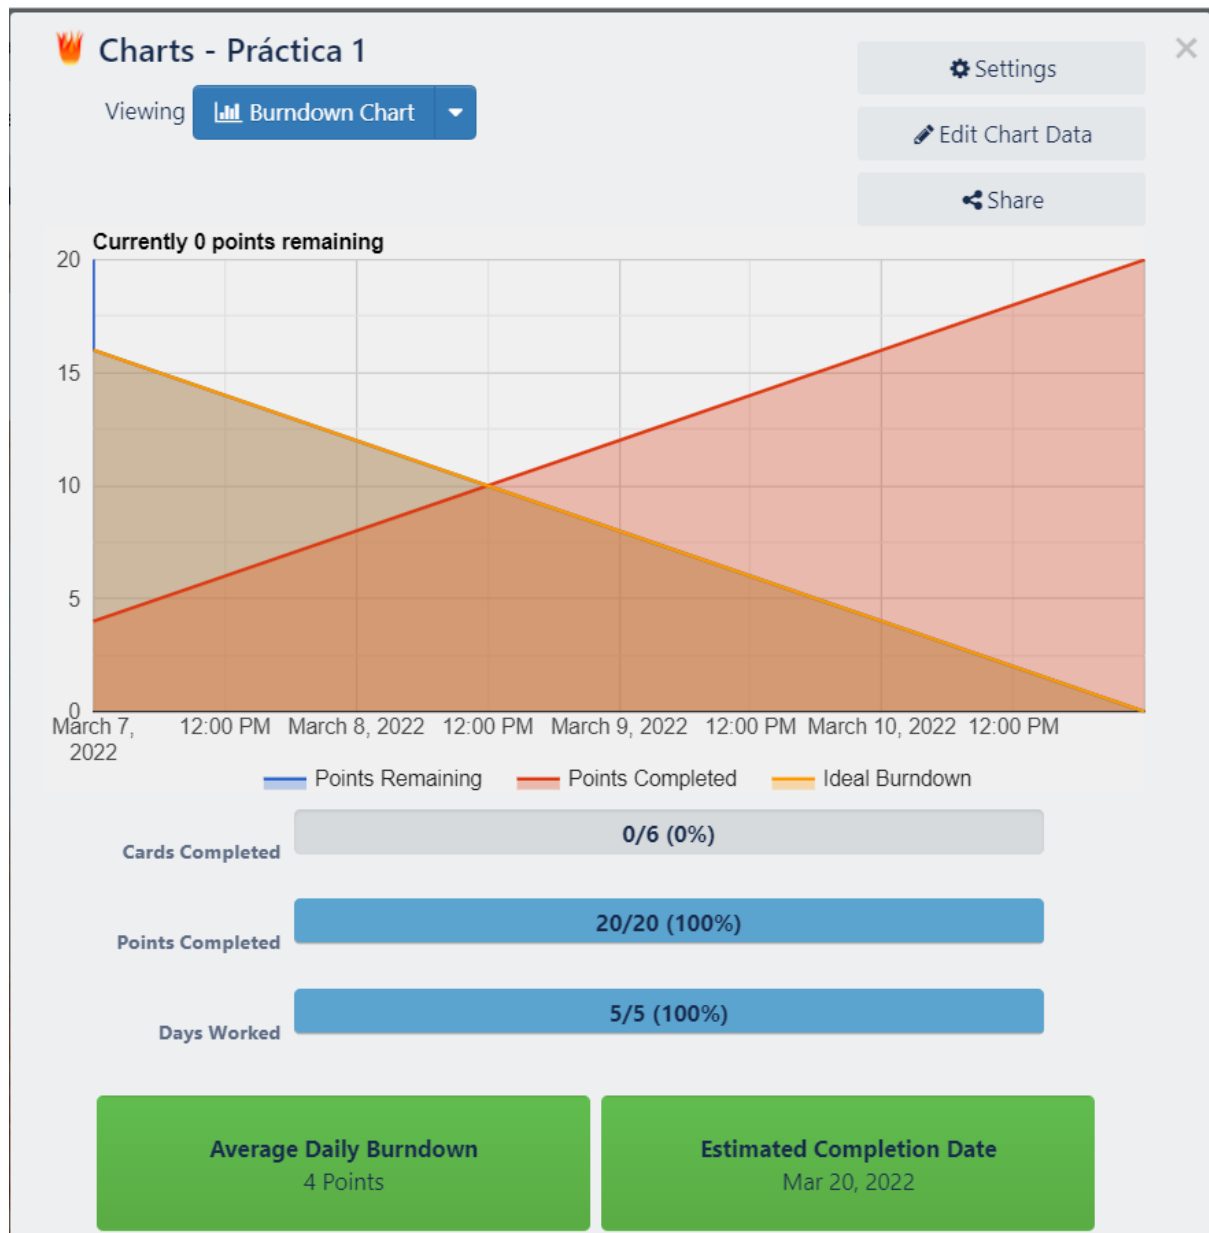 Charts - Práctica 1
Viewing
Burndown Chart
Settings
Edit Chart Data
Share
Currently 0 points remaining
20
15
10
5
0
March 7, 2022 12:00 PM March 8, 2022 12:00 PM March 9, 2022 12:00 PM March 10, 2022 12:00 PM
Points Remaining Points Completed Ideal Burndown
Cards Completed 0/6 (0%)
Points Completed 20/20 (100%)
Days Worked 5/5 (100%)
Average Daily Burndown
4 Points
Estimated Completion Date
Mar 20, 2022